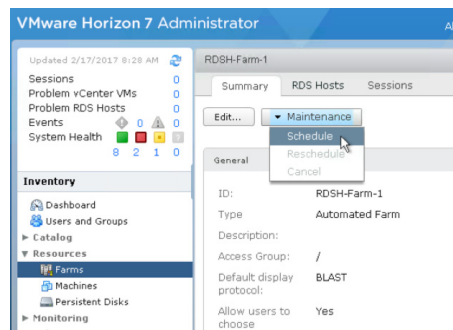 VMware Horizon 7 Administrator
Updated 2/17/2017 8:28 AM
Sessions 0
Problem vCenter VMs 0
Problem RDS Hosts 0
Events 0 0
System Health
8 2 1 0
Inventory
Dashboard
Users and Groups
Catalog
Resources
Farms
Machines
Persistent Disks
Monitoring
RDSH-Farm-1
Summary RDS Hosts Sessions
Edit... Maintenance
Schedule
Reschedule
Cancel
General
ID: RDSH-Farm-1
Type Automated Farm
Description:
Access Group: /
Default display protocol: BLAST
Allow users to choose Yes